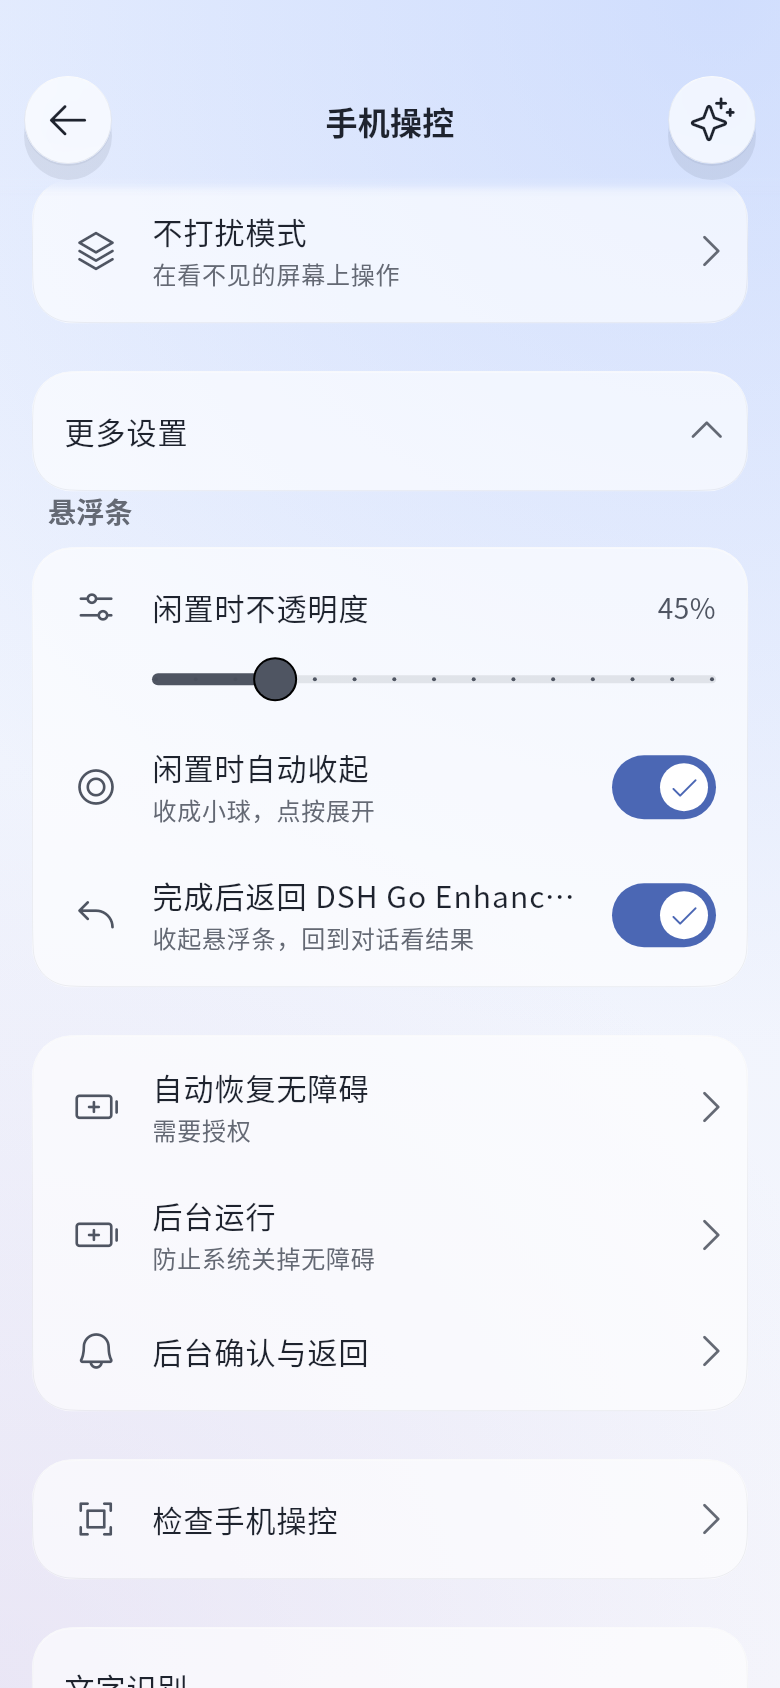 手机操控
不打扰模式
在看不见的屏幕上操作
更多设置
悬浮条
闲置时不透明度
45%
闲置时自动收起
收成小球，点按展开
完成后返回 DSH Go Enhanc…
收起悬浮条，回到对话看结果
自动恢复无障碍
需要授权
后台运行
防止系统关掉无障碍
后台确认与返回
检查手机操控
文字识别